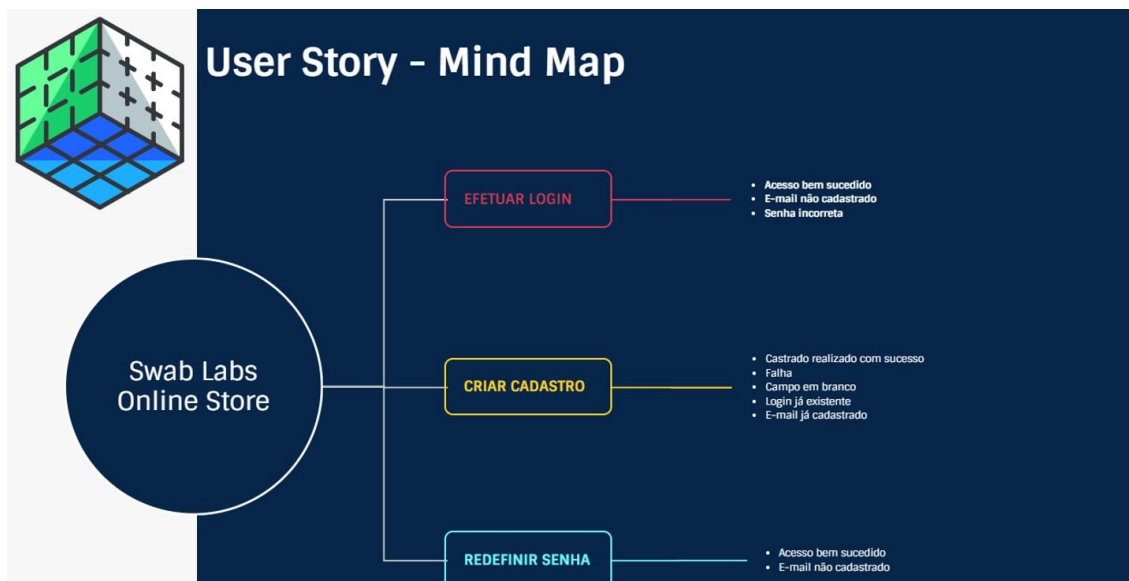 User Story - Mind Map
Swab Labs
Online Store
EFETUAR LOGIN
• Acesso bem sucedido
• E-mail não cadastrado
• Senha incorreta
CRIAR CADASTRO
• Castrado realizado com sucesso
• Falha
• Campo em branco
• Login já existente
• E-mail já cadastrado
REDEFINIR SENHA
• Acesso bem sucedido
• E-mail não cadastrado